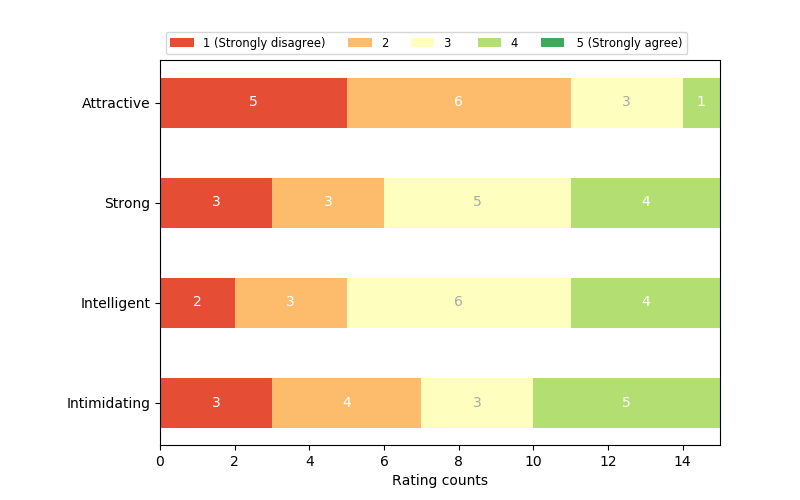 1 (Strongly disagree) 2 3 4 5 (Strongly agree)
Attractive 5 6 3 1
Strong 3 3 5 4
Intelligent 2 3 6 4
Intimidating 3 4 3 5
0 2 4 6 8 10 12 14
Rating counts